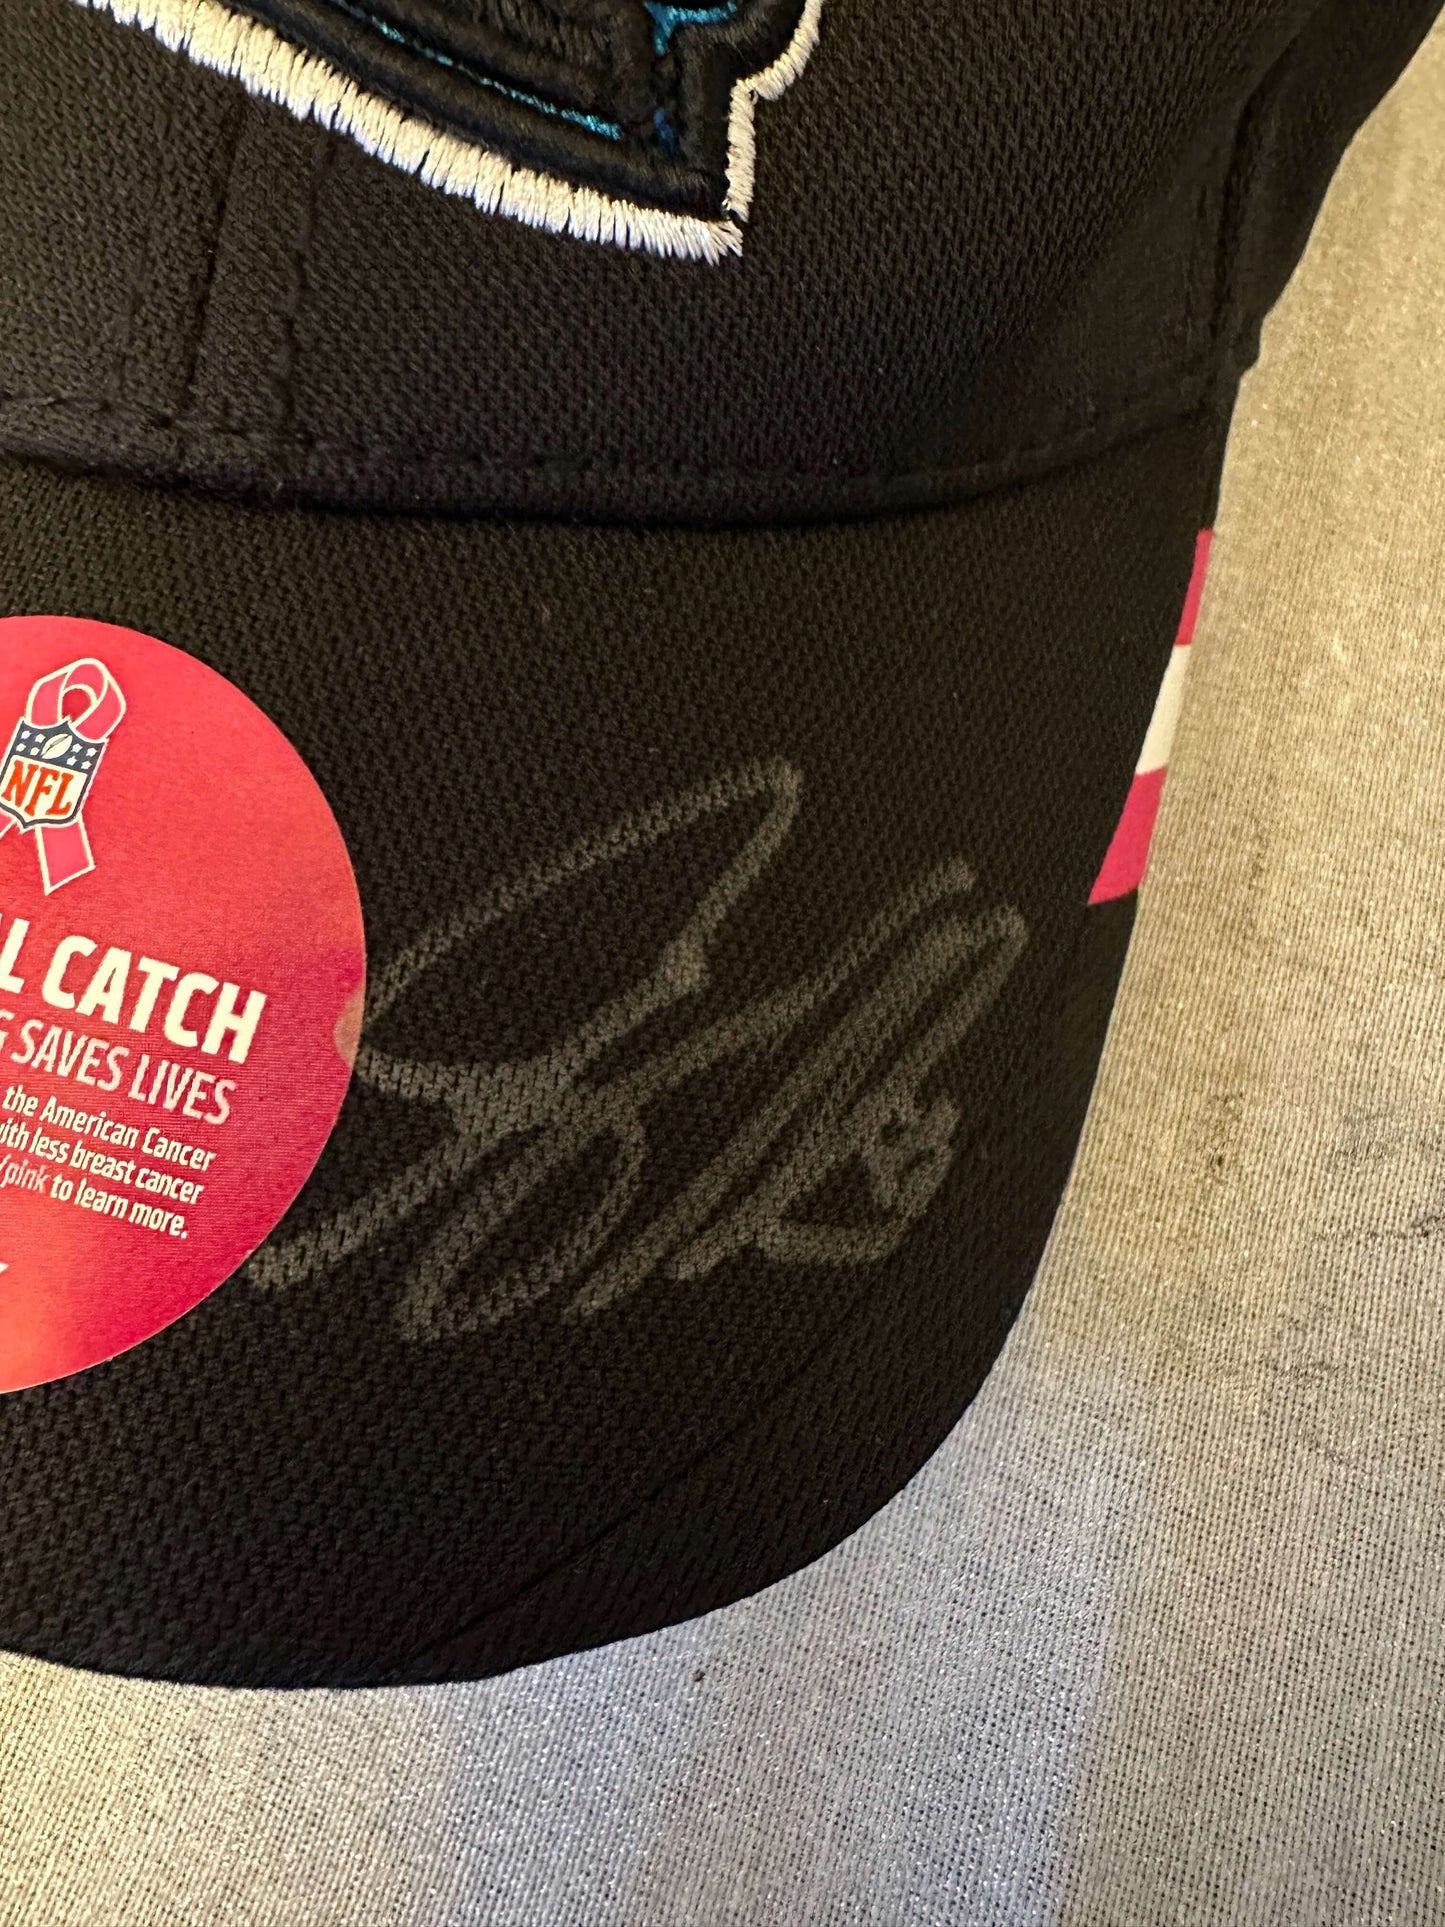 NFL
L CATCH
G SAVES LIVES
the American Cancer
with less breast cancer
/pink to learn more.